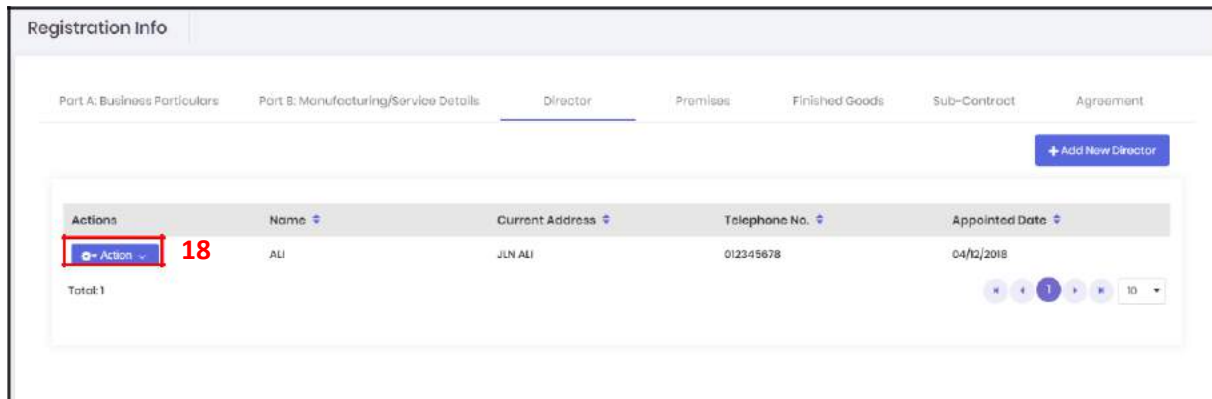 Registration Info
Part A: Business Particulars Part B: Manufacturing/Service Details Director Premises Finished Goods Sub-Contract Agreement
+ Add New Director
Actions Name Current Address Telephone No. Appointed Date
Action 18 ALI JLN ALI 012345678 04/12/2018
Total: 1 1 10